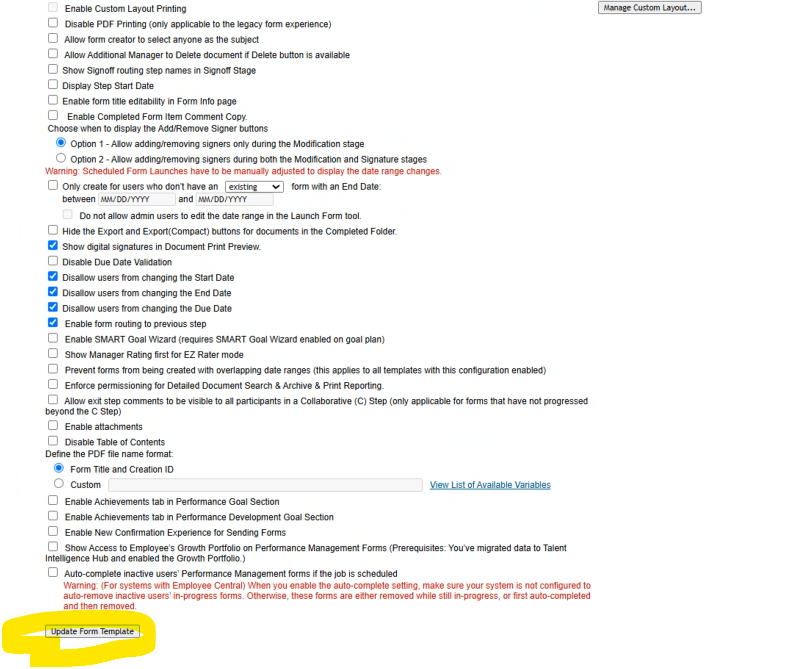 Enable Custom Layout Printing
Manage Custom Layout...
Disable PDF Printing (only applicable to the legacy form experience)
Allow form creator to select anyone as the subject
Allow Additional Manager to Delete document if Delete button is available
Show Signoff routing step names in Signoff Stage
Display Step Start Date
Enable form title editability in Form Info page
Enable Completed Form Item Comment Copy.
Choose when to display the Add/Remove Signer buttons
Option 1 - Allow adding/removing signers only during the Modification stage
Option 2 - Allow adding/removing signers during both the Modification and Signature stages
Warning: Scheduled Form Launches have to be manually adjusted to display the date range changes.
Only create for users who don't have an existing form with an End Date:
between MM/DD/YYYY and MM/DD/YYYY
Do not allow admin users to edit the date range in the Launch Form tool.
Hide the Export and Export(Compact) buttons for documents in the Completed Folder.
Show digital signatures in Document Print Preview.
Disable Due Date Validation
Disallow users from changing the Start Date
Disallow users from changing the End Date
Disallow users from changing the Due Date
Enable form routing to previous step
Enable SMART Goal Wizard (requires SMART Goal Wizard enabled on goal plan)
Show Manager Rating first for EZ Rater mode
Prevent forms from being created with overlapping date ranges (this applies to all templates with this configuration enabled)
Enforce permissioning for Detailed Document Search & Archive & Print Reporting.
Allow exit step comments to be visible to all participants in a Collaborative (C) Step (only applicable for forms that have not progressed
beyond the C Step)
Enable attachments
Disable Table of Contents
Define the PDF file name format:
Form Title and Creation ID
Custom View List of Available Variables
Enable Achievements tab in Performance Goal Section
Enable Achievements tab in Performance Development Goal Section
Enable New Confirmation Experience for Sending Forms
Show Access to Employee's Growth Portfolio on Performance Management Forms (Prerequisites: You've migrated data to Talent
Intelligence Hub and enabled the Growth Portfolio.)
Auto-complete inactive users' Performance Management forms if the job is scheduled
Warning: (For systems with Employee Central) When you enable the auto-complete setting, make sure your system is not configured to
auto-remove inactive users' in-progress forms. Otherwise, these forms are either removed while still in-progress, or first auto-completed
and then removed.
Update Form Template